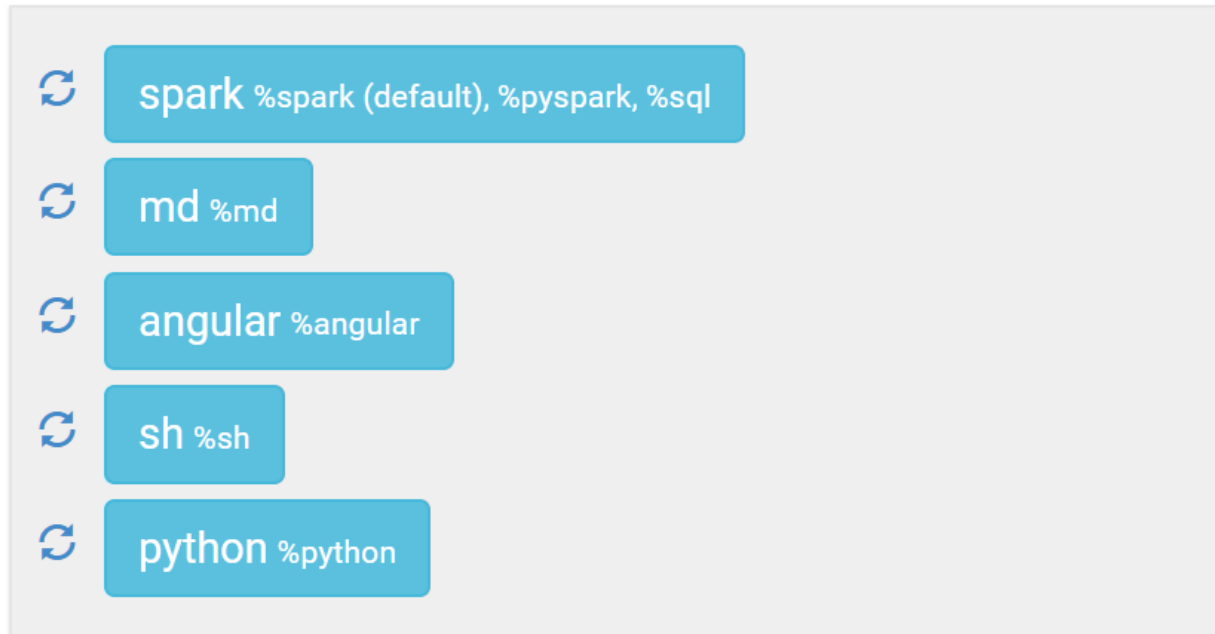 spark %spark (default), %pyspark, %sql
md %md
angular %angular
sh %sh
python %python